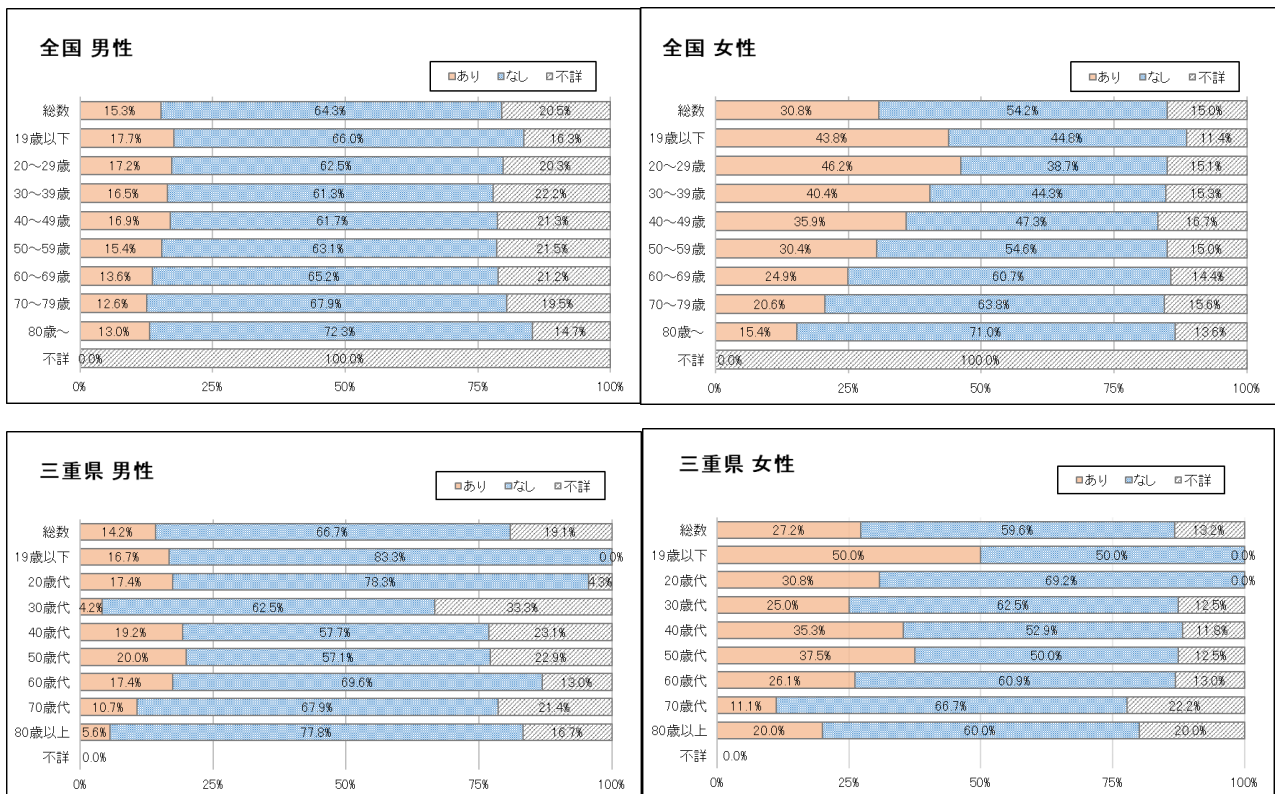 全国 男性
あり なし 不詳
総数 15.3% 64.3% 20.5%
19歳以下 17.7% 66.0% 16.3%
20～29歳 17.2% 62.5% 20.3%
30～39歳 16.5% 61.3% 22.2%
40～49歳 16.9% 61.7% 21.3%
50～59歳 15.4% 63.1% 21.5%
60～69歳 13.6% 65.2% 21.2%
70～79歳 12.6% 67.9% 19.5%
80歳～ 13.0% 72.3% 14.7%
不詳 0.0% 100.0%
0% 25% 50% 75% 100%
全国 女性
あり なし 不詳
総数 30.8% 54.2% 15.0%
19歳以下 43.8% 44.8% 11.4%
20～29歳 46.2% 38.7% 15.1%
30～39歳 40.4% 44.3% 15.3%
40～49歳 35.9% 47.3% 16.7%
50～59歳 30.4% 54.6% 15.0%
60～69歳 24.9% 60.7% 14.4%
70～79歳 20.6% 63.8% 15.6%
80歳～ 15.4% 71.0% 13.6%
不詳 0.0% 100.0%
0% 25% 50% 75% 100%
三重県 男性
あり なし 不詳
総数 14.2% 66.7% 19.1%
19歳以下 16.7% 83.3% 0.0%
20歳代 17.4% 78.3% 4.3%
30歳代 4.2% 62.5% 33.3%
40歳代 19.2% 57.7% 23.1%
50歳代 20.0% 57.1% 22.9%
60歳代 17.4% 69.6% 13.0%
70歳代 10.7% 67.9% 21.4%
80歳以上 5.6% 77.8% 16.7%
不詳 0.0%
0% 25% 50% 75% 100%
三重県 女性
あり なし 不詳
総数 27.2% 59.6% 13.2%
19歳以下 50.0% 50.0% 0.0%
20歳代 30.8% 69.2% 0.0%
30歳代 25.0% 62.5% 12.5%
40歳代 35.3% 52.9% 11.8%
50歳代 37.5% 50.0% 12.5%
60歳代 26.1% 60.9% 13.0%
70歳代 11.1% 66.7% 22.2%
80歳以上 20.0% 60.0% 20.0%
不詳 0.0%
0% 25% 50% 75% 100%